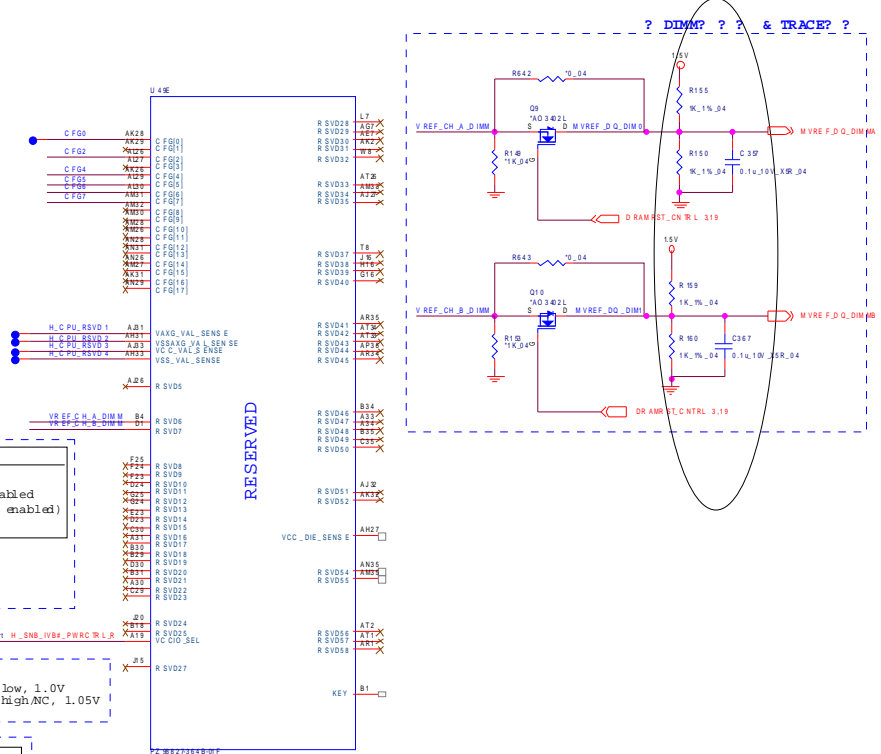 ? DIMM? ? ? & TRACE? ?
U49E
CFG0 AK28 CFG[0]
AK29 CFG[1]
CFG2 AL26 CFG[2]
AL27 CFG[3]
CFG4 AK26 CFG[4]
CFG5 AL29 CFG[5]
CFG6 AL30 CFG[6]
CFG7 AM31 CFG[7]
AM32 CFG[8]
AM30 CFG[9]
AM28 CFG[10]
AM26 CFG[11]
AN28 CFG[12]
AN31 CFG[13]
AN26 CFG[14]
AM27 CFG[15]
AK31 CFG[16]
AN29 CFG[17]
H_CPU_RSVD1 AJ31 VAXG_VAL_SENSE
H_CPU_RSVD2 AH31 VSSAXG_VAL_SENSE
H_CPU_RSVD3 AJ33 VCC_VAL_SENSE
H_CPU_RSVD4 AH33 VSS_VAL_SENSE
AJ26 RSVD5
VREF_CH_A_DIMM B4 RSVD6
VREF_CH_B_DIMM D1 RSVD7
F25 RSVD8
F24 RSVD9
F23 RSVD10
D24 RSVD11
G25 RSVD12
G24 RSVD13
E23 RSVD14
D23 RSVD15
C30 RSVD16
A31 RSVD17
B30 RSVD18
B29 RSVD19
D30 RSVD20
B31 RSVD21
A30 RSVD22
C29 RSVD23
J20 RSVD24
B18 RSVD25
H_SNB_IVB#_PWRCTRL_R A19 VCCIO_SEL
J15 RSVD27
RESERVED
RSVD28 L7
RSVD29 AG7
RSVD30 AE7
RSVD31 AK2
RSVD32 W8
RSVD33 AT26
RSVD34 AM33
RSVD35 AJ27
RSVD37 T8
RSVD38 J16
RSVD39 H16
RSVD40 G16
RSVD41 AR35
RSVD42 AT34
RSVD43 AT33
RSVD44 AP35
RSVD45 AR34
RSVD46 B34
RSVD47 A33
RSVD48 A34
RSVD49 B35
RSVD50 C35
RSVD51 AJ32
RSVD52 AK32
VCC_DIE_SENSE AH27
RSVD54 AN35
RSVD55 AM35
RSVD56 AT2
RSVD57 AT1
RSVD58 AR1
KEY B1
PZ98827-364B-01F
abled
enabled)
low, 1.0V
high/NC, 1.05V
R642 *0_04
Q9
*AO3402L
VREF_CH_A_DIMM S D MVREF_DQ_DIM0
G
R149
*1K_04
1.5V
R155
1K_1%_04
R150
1K_1%_04
C357
0.1u_10V_X5R_04
MVREF_DQ_DIMMA
DRAMRST_CNTRL 3,19
R643 *0_04
Q10
*AO3402L
VREF_CH_B_DIMM S D MVREF_DQ_DIM1
G
R153
*1K_04
1.5V
R159
1K_1%_04
R160
1K_1%_04
C367
0.1u_10V_X5R_04
MVREF_DQ_DIMMB
DRAMRST_CNTRL 3,19